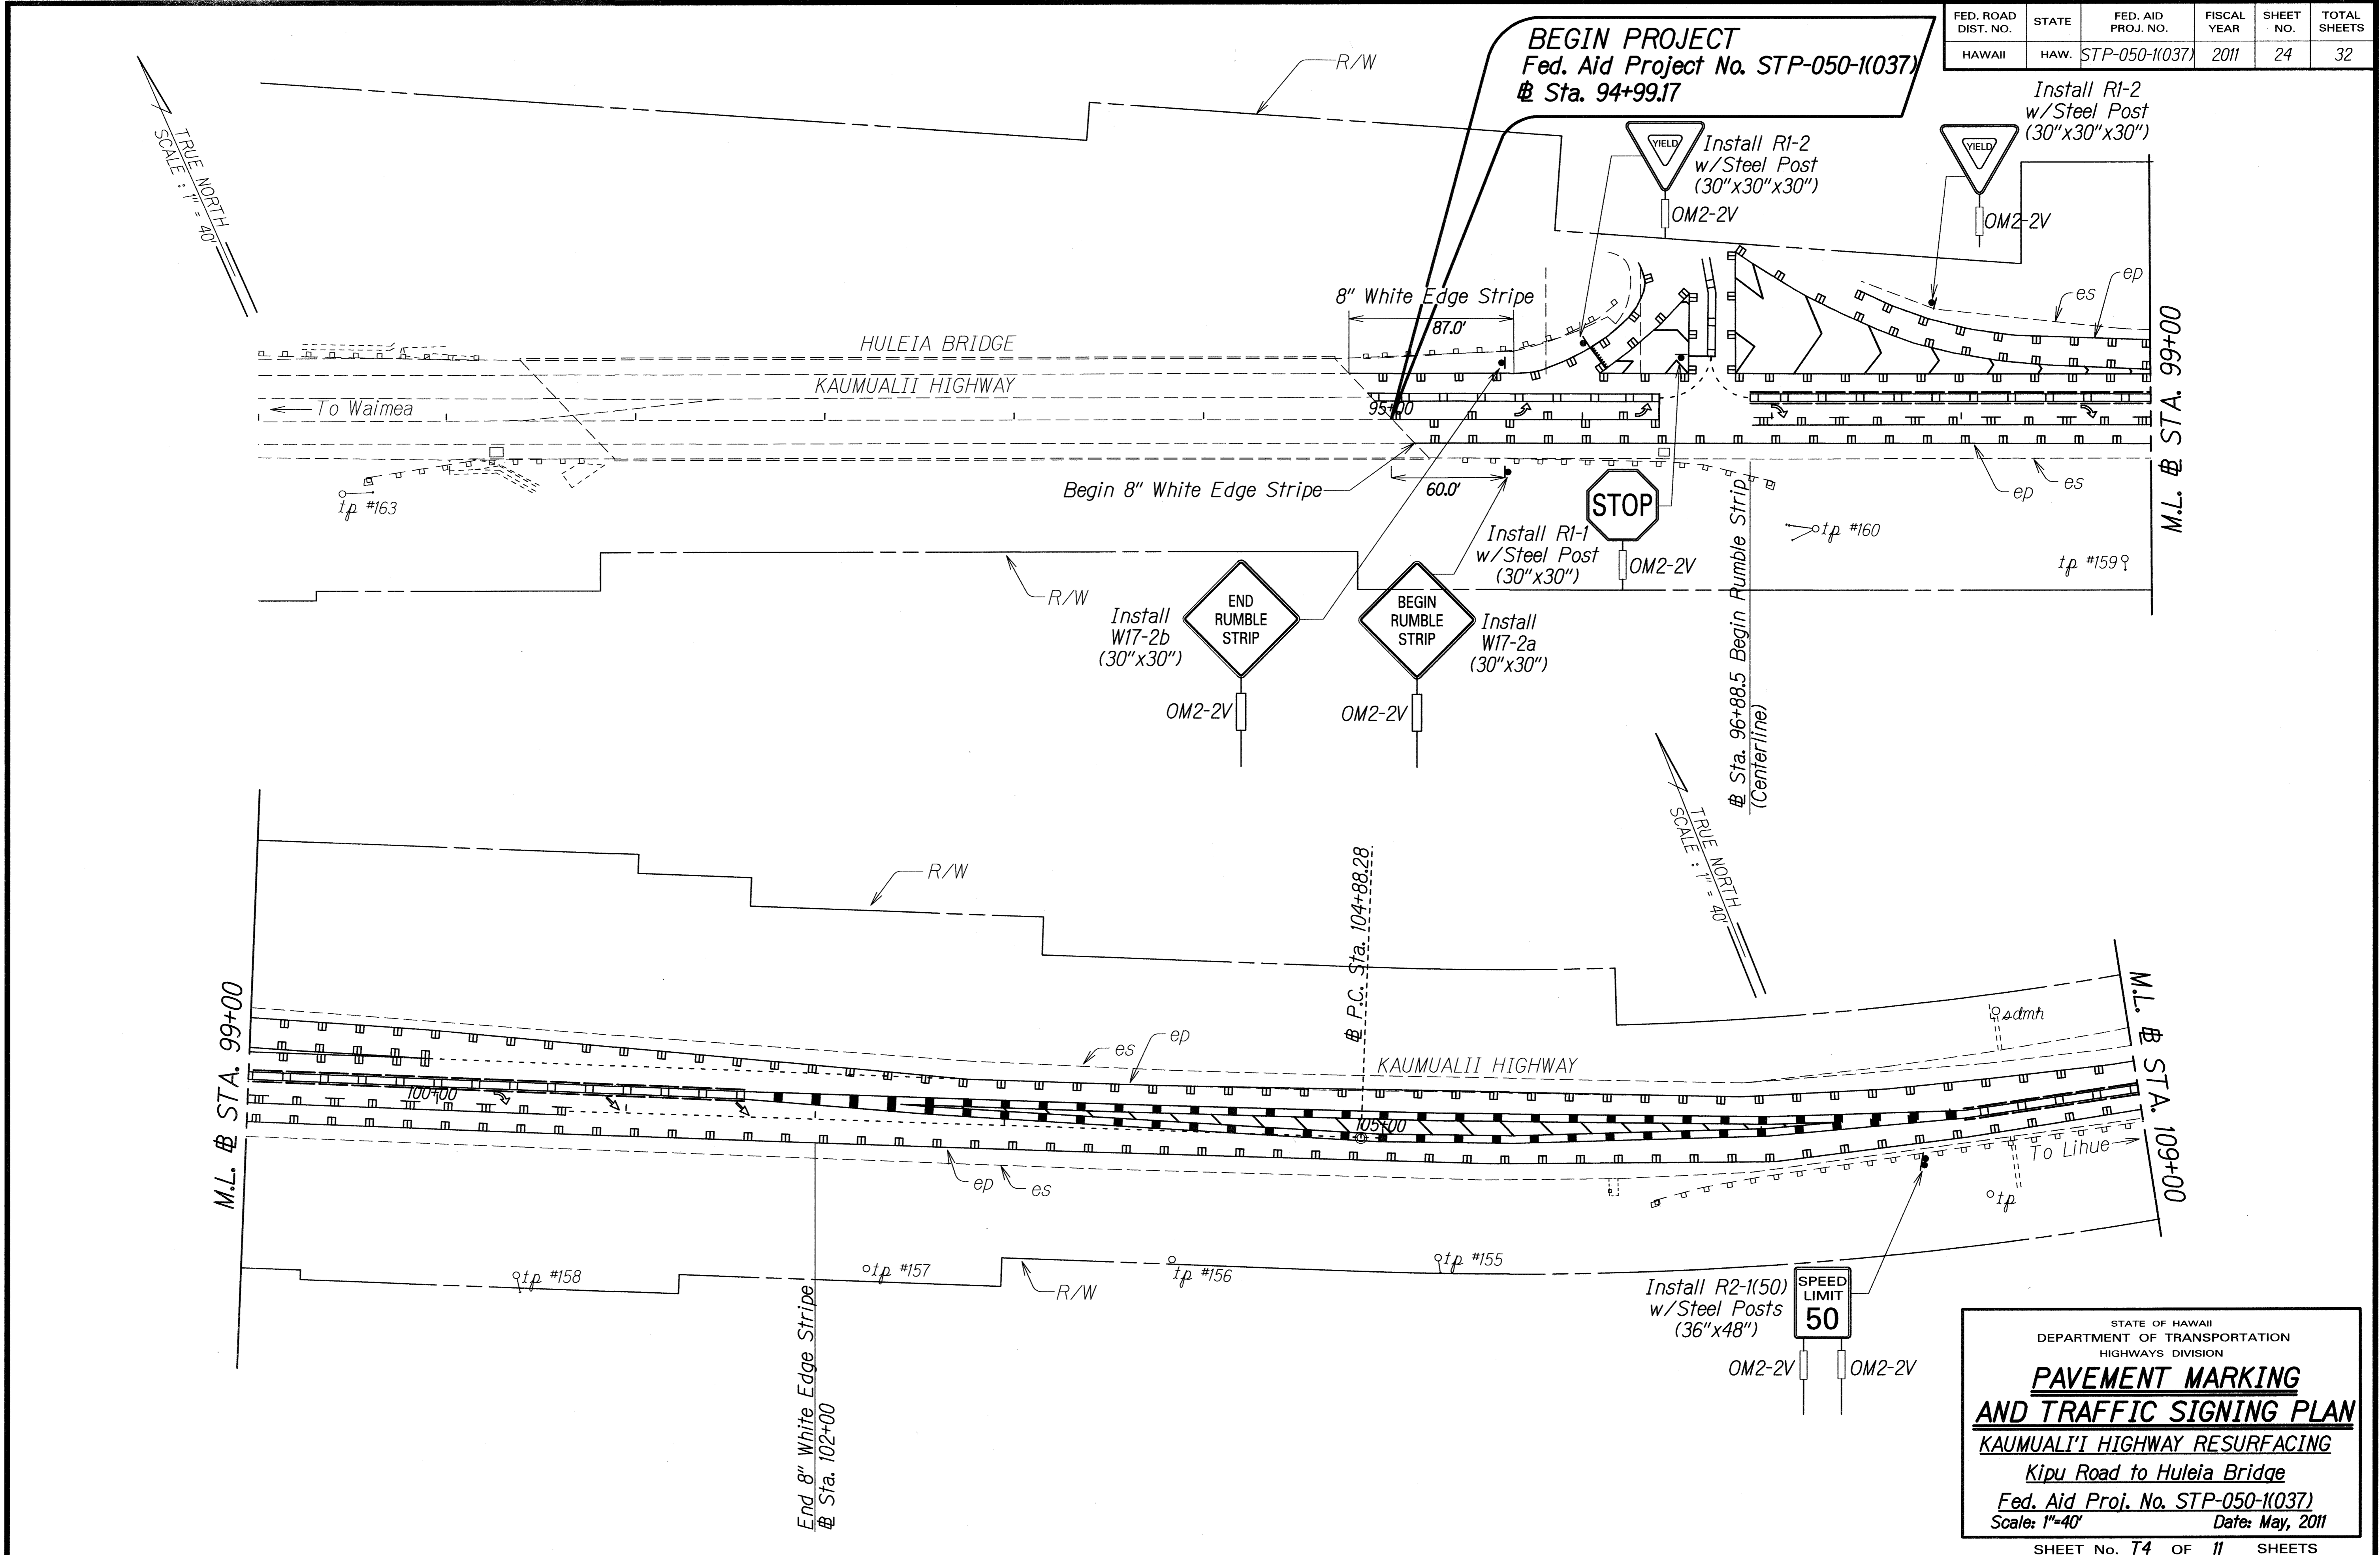 FED. ROAD DIST. NO. STATE FED. AID PROJ. NO. FISCAL YEAR SHEET NO. TOTAL SHEETS
HAWAII HAW. STP-050-1(037) 2011 24 32
BEGIN PROJECT
Fed. Aid Project No. STP-050-1(037)
℄ Sta. 94+99.17
R/W
TRUE NORTH
SCALE : 1" = 40'
Install R1-2
w/Steel Post
(30"x30"x30")
YIELD
OM2-2V
Install R1-2
w/Steel Post
(30"x30"x30")
YIELD
OM2-2V
8" White Edge Stripe
87.0'
ep
es
HULEIA BRIDGE
KAUMUALII HIGHWAY
To Waimea
95+00
M.L. ℄ STA. 99+00
Begin 8" White Edge Stripe
60.0'
ep
es
tp #163
STOP
Install R1-1
w/Steel Post
(30"x30")
OM2-2V
tp #160
tp #159
R/W
END
RUMBLE
STRIP
Install
W17-2b
(30"x30")
OM2-2V
BEGIN
RUMBLE
STRIP
Install
W17-2a
(30"x30")
OM2-2V
℄ Sta. 96+88.5 Begin Rumble Strip
(Centerline)
TRUE NORTH
SCALE : 1" = 40'
R/W
℄ P.C. Sta. 104+88.28
M.L. ℄ STA. 99+00
es
ep
KAUMUALII HIGHWAY
sdmh
M.L. ℄ STA. 109+00
100+00
105+00
To Lihue
ep
es
tp
tp #158
tp #157
tp #156
tp #155
R/W
End 8" White Edge Stripe
℄ Sta. 102+00
Install R2-1(50)
w/Steel Posts
(36"x48")
SPEED
LIMIT
50
OM2-2V
OM2-2V
STATE OF HAWAII
DEPARTMENT OF TRANSPORTATION
HIGHWAYS DIVISION
PAVEMENT MARKING
AND TRAFFIC SIGNING PLAN
KAUMUALI'I HIGHWAY RESURFACING
Kipu Road to Huleia Bridge
Fed. Aid Proj. No. STP-050-1(037)
Scale: 1"=40' Date: May, 2011
SHEET No. T4 OF 11 SHEETS